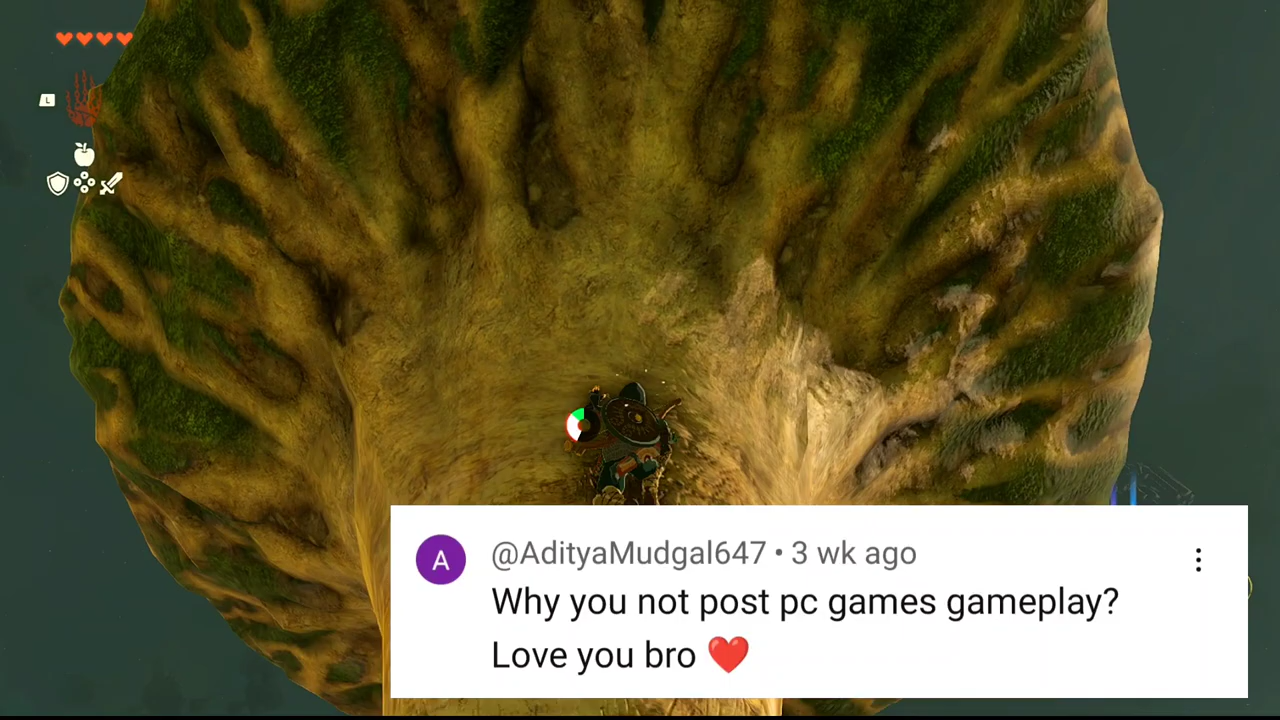 L
A
@AdityaMudgal647 • 3 wk ago
Why you not post pc games gameplay?
Love you bro ❤️